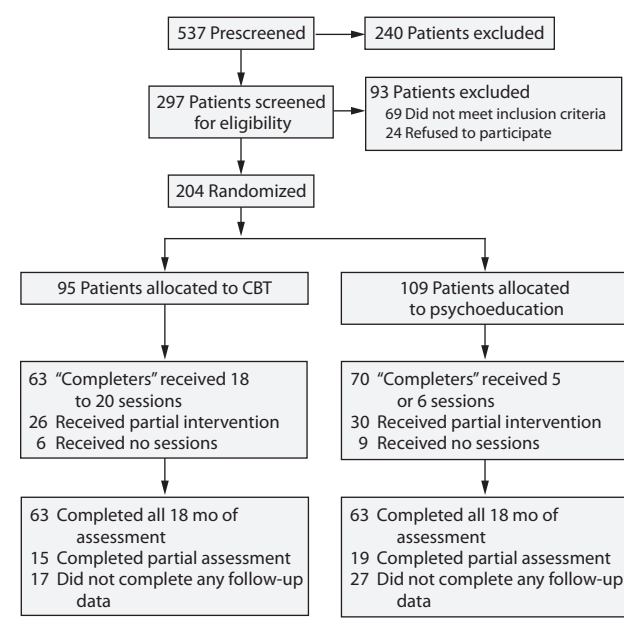 537 Prescreened
240 Patients excluded
297 Patients screened
for eligibility
93 Patients excluded
69 Did not meet inclusion criteria
24 Refused to participate
204 Randomized
95 Patients allocated to CBT
109 Patients allocated
to psychoeducation
63 "Completers" received 18
to 20 sessions
26 Received partial intervention
6 Received no sessions
70 "Completers" received 5
or 6 sessions
30 Received partial intervention
9 Received no sessions
63 Completed all 18 mo of
assessment
15 Completed partial assessment
17 Did not complete any follow-up
data
63 Completed all 18 mo of
assessment
19 Completed partial assessment
27 Did not complete any follow-up
data